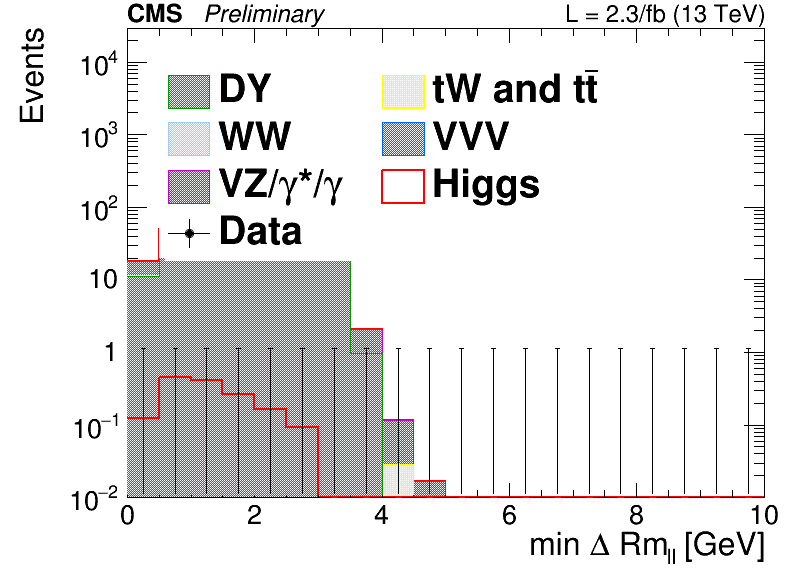 CMS Preliminary L = 2.3/fb (13 TeV)
Events
10⁴
10³
10²
10
1
10⁻¹
10⁻²
DY tW and tt̄
WW VVV
VZ/γ*/γ Higgs
Data
0 2 4 6 8 10
min Δ Rm_ll [GeV]